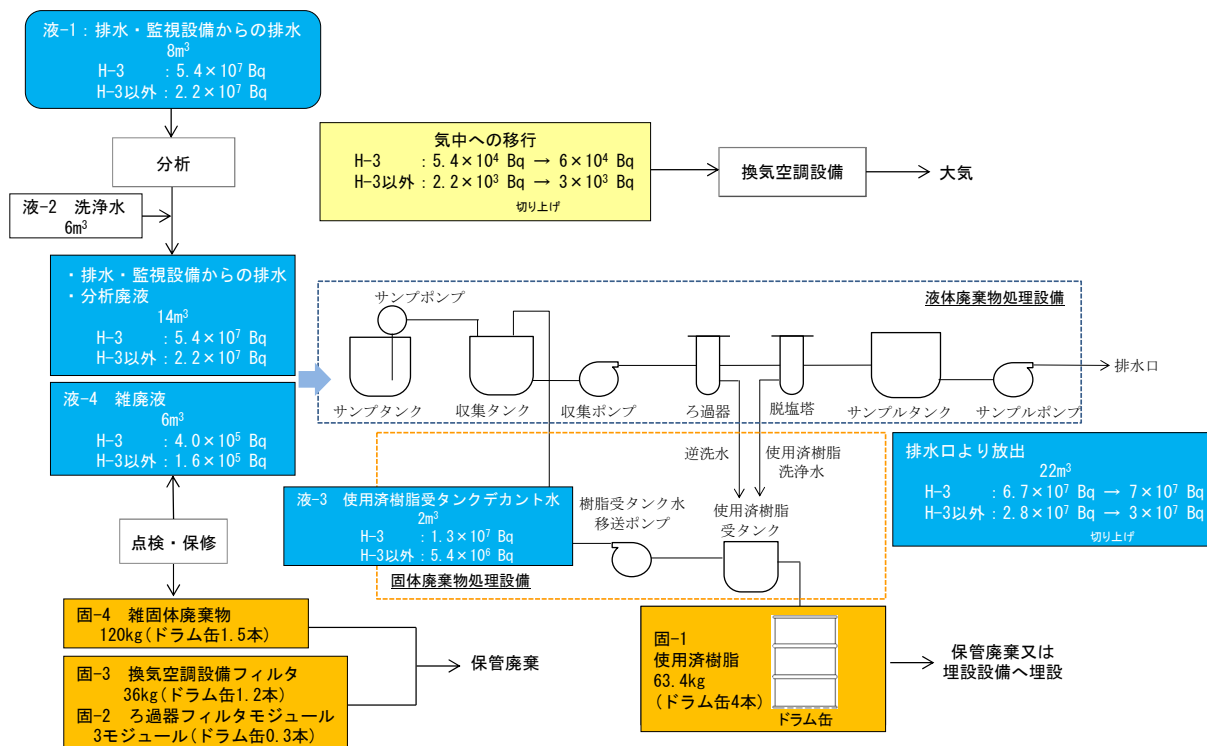 液-1：排水・監視設備からの排水
8m³
H-3　　：5.4×10⁷ Bq
H-3以外：2.2×10⁷ Bq
分析
液-2　洗浄水
6m³
・排水・監視設備からの排水
・分析廃液
14m³
H-3　　：5.4×10⁷ Bq
H-3以外：2.2×10⁷ Bq
液-4　雑廃液
6m³
H-3　　：4.0×10⁵ Bq
H-3以外：1.6×10⁵ Bq
点検・保修
固-4　雑固体廃棄物
120kg(ドラム缶1.5本)
固-3　換気空調設備フィルタ
36kg(ドラム缶1.2本)
固-2　ろ過器フィルタモジュール
3モジュール(ドラム缶0.3本)
保管廃棄
気中への移行
H-3　　：5.4×10⁴ Bq → 6×10⁴ Bq
H-3以外：2.2×10³ Bq → 3×10³ Bq
切り上げ
換気空調設備
大気
液体廃棄物処理設備
サンプポンプ
サンプタンク
収集タンク
収集ポンプ
ろ過器
脱塩塔
サンプルタンク
サンプルポンプ
排水口
逆洗水
使用済樹脂
洗浄水
液-3　使用済樹脂受タンクデカント水
2m³
H-3　　：1.3×10⁷ Bq
H-3以外：5.4×10⁶ Bq
樹脂受タンク水
移送ポンプ
使用済樹脂
受タンク
固体廃棄物処理設備
排水口より放出
22m³
H-3　　：6.7×10⁷ Bq → 7×10⁷ Bq
H-3以外：2.8×10⁷ Bq → 3×10⁷ Bq
切り上げ
固-1
使用済樹脂
63.4kg
(ドラム缶4本)
ドラム缶
保管廃棄又は
埋設設備へ埋設